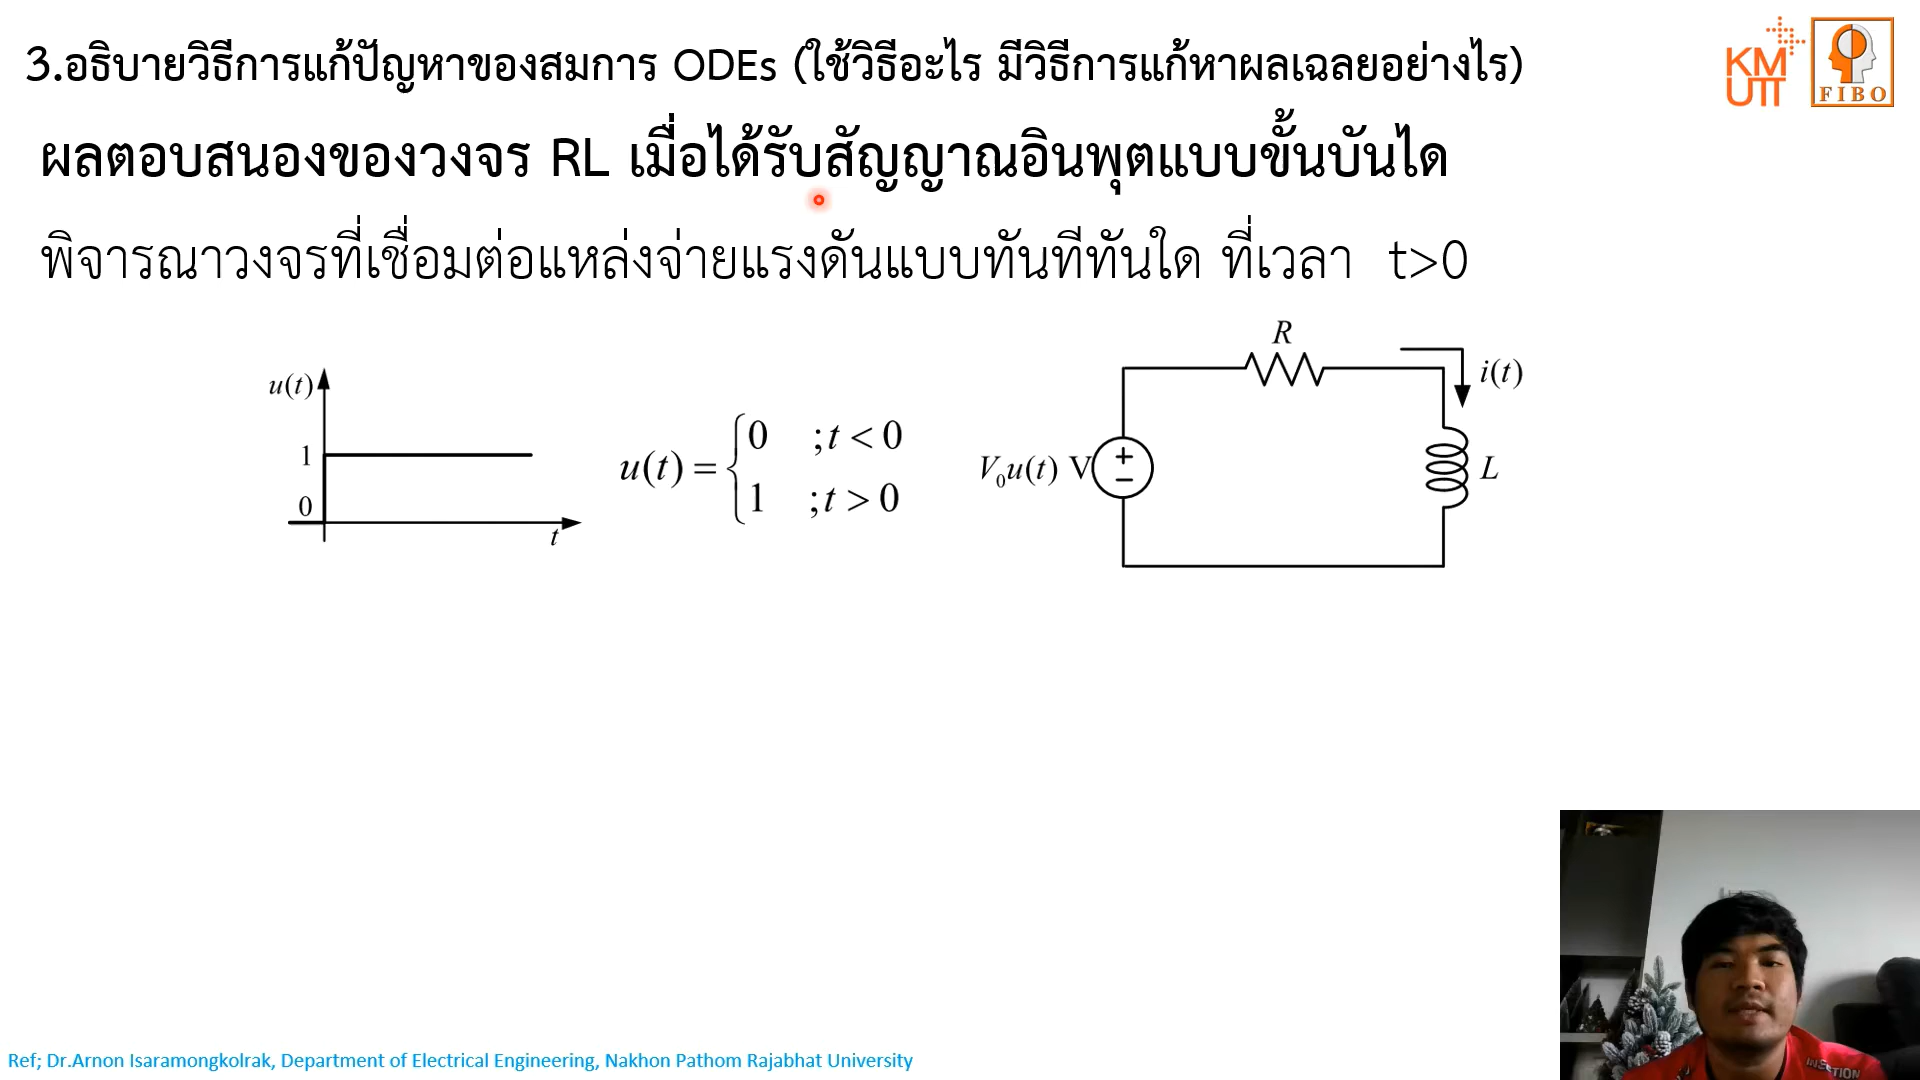 3.อธิบายวิธีการแก้ปัญหาของสมการ ODEs (ใช้วิธีอะไร มีวิธีการแก้หาผลเฉลยอย่างไร)
KM
UTT
FIBO
ผลตอบสนองของวงจร RL เมื่อได้รับสัญญาณอินพุตแบบขั้นบันได
พิจารณาวงจรที่เชื่อมต่อแหล่งจ่ายแรงดันแบบทันทีทันใด ที่เวลา t>0
u(t)
1
0
t
u(t) = { 0 ; t < 0
1 ; t > 0
R
i(t)
V₀u(t) V
+
−
L
Ref; Dr.Arnon Isaramongkolrak, Department of Electrical Engineering, Nakhon Pathom Rajabhat University